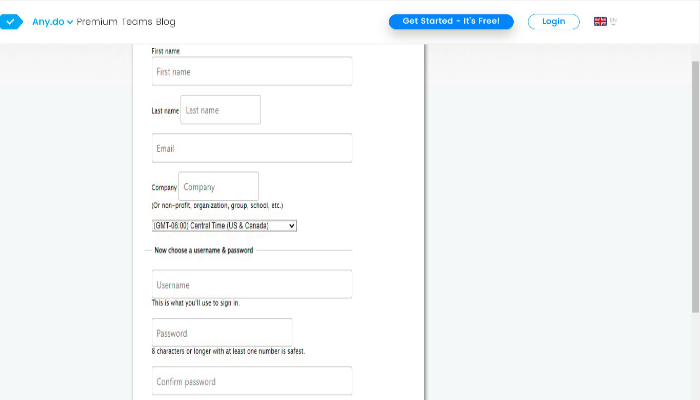 Any.do Premium Teams Blog Get Started - It's Free! Login EN
First name
First name
Last name Last name
Email
Company Company
(Or non-profit, organization, group, school, etc.)
(GMT-06:00) Central Time (US & Canada)
Now choose a username & password
Username
This is what you'll use to sign in.
Password
8 characters or longer with at least one number is safest.
Confirm password